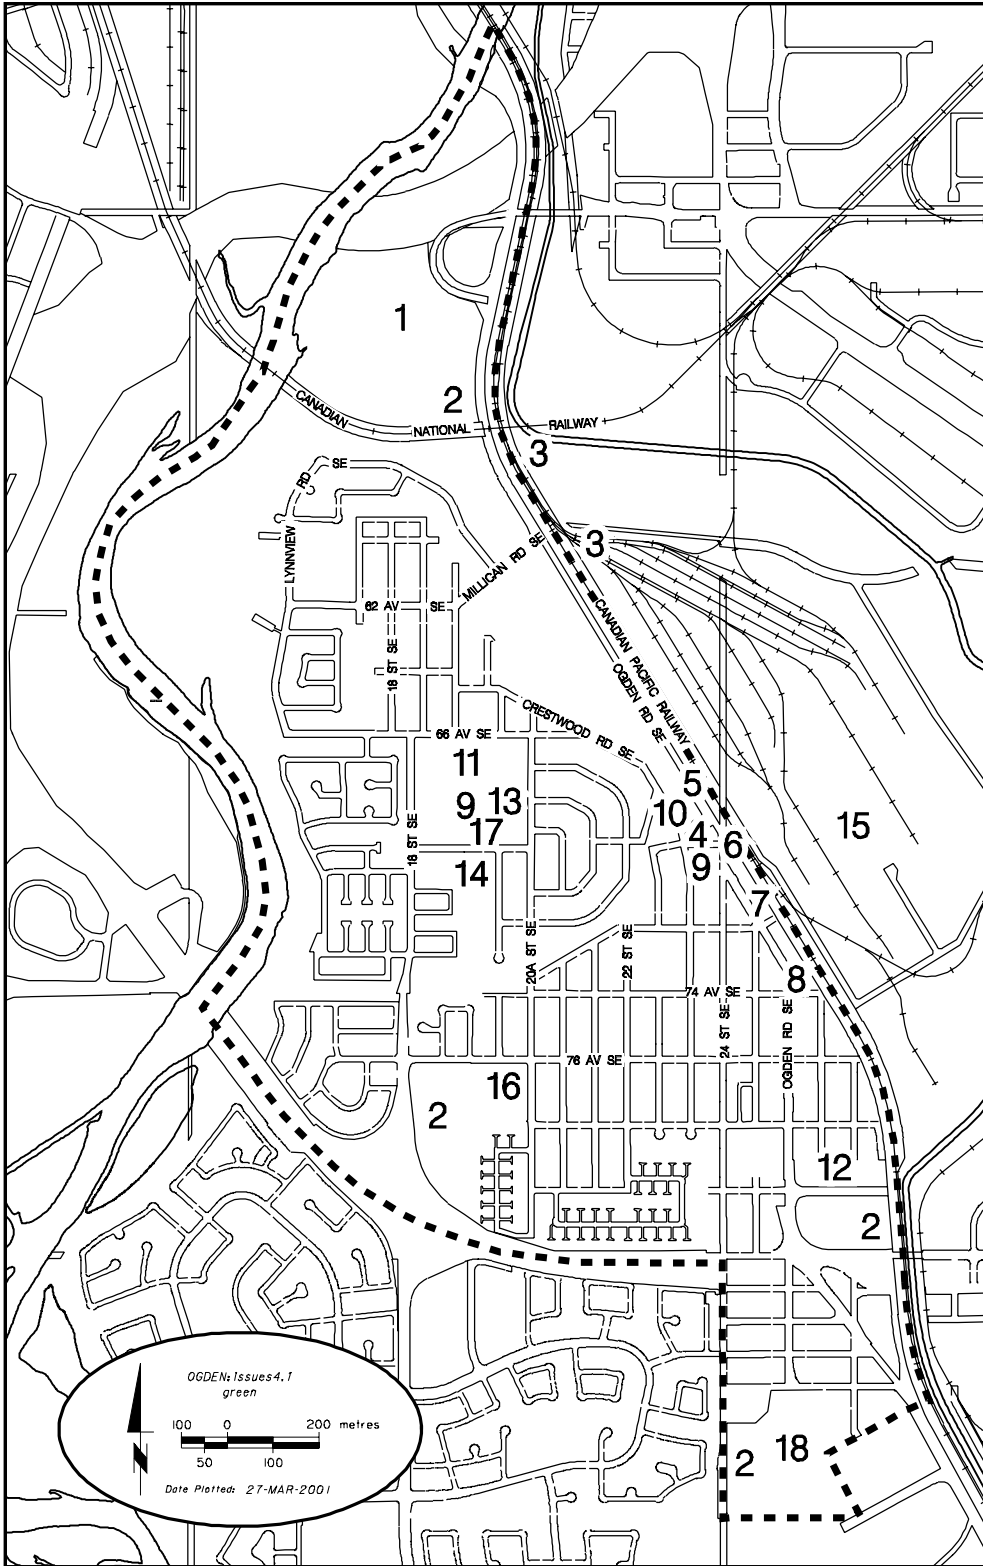 1
2
CANADIAN
NATIONAL
RAILWAY
3
LYNNVIEW
RD
SE
3
MILLICAN RD SE
62 AV SE
18 ST SE
CANADIAN PACIFIC RAILWAY
OGDEN RD SE
CRESTWOOD RD SE
66 AV SE
11
5
9 13
10
15
17
18 ST SE
4
6
14
9
7
20A ST SE
22 ST SE
8
74 AV SE
24 ST SE
OGDEN RD SE
76 AV SE
16
2
12
2
OGDEN:Issues4.1
green
100 0 200 metres
50 100
Date Plotted: 27-MAR-2001
2 18